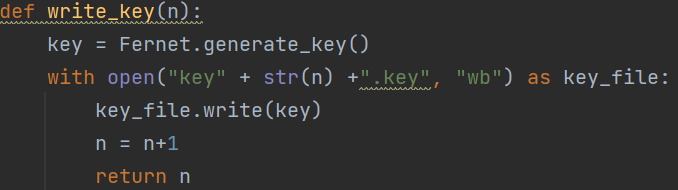 def write_key(n):
    key = Fernet.generate_key()
    with open("key" + str(n) +".key", "wb") as key_file:
        key_file.write(key)
        n = n+1
        return n